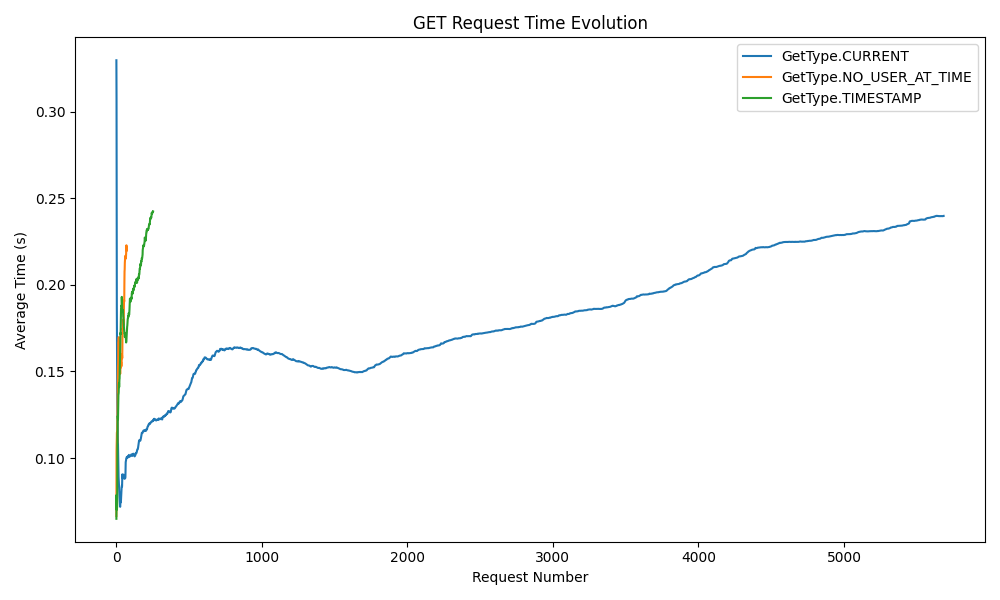 GET Request Time Evolution
GetType.CURRENT
GetType.NO_USER_AT_TIME
GetType.TIMESTAMP
Average Time (s)
0.30
0.25
0.20
0.15
0.10
0 1000 2000 3000 4000 5000
Request Number